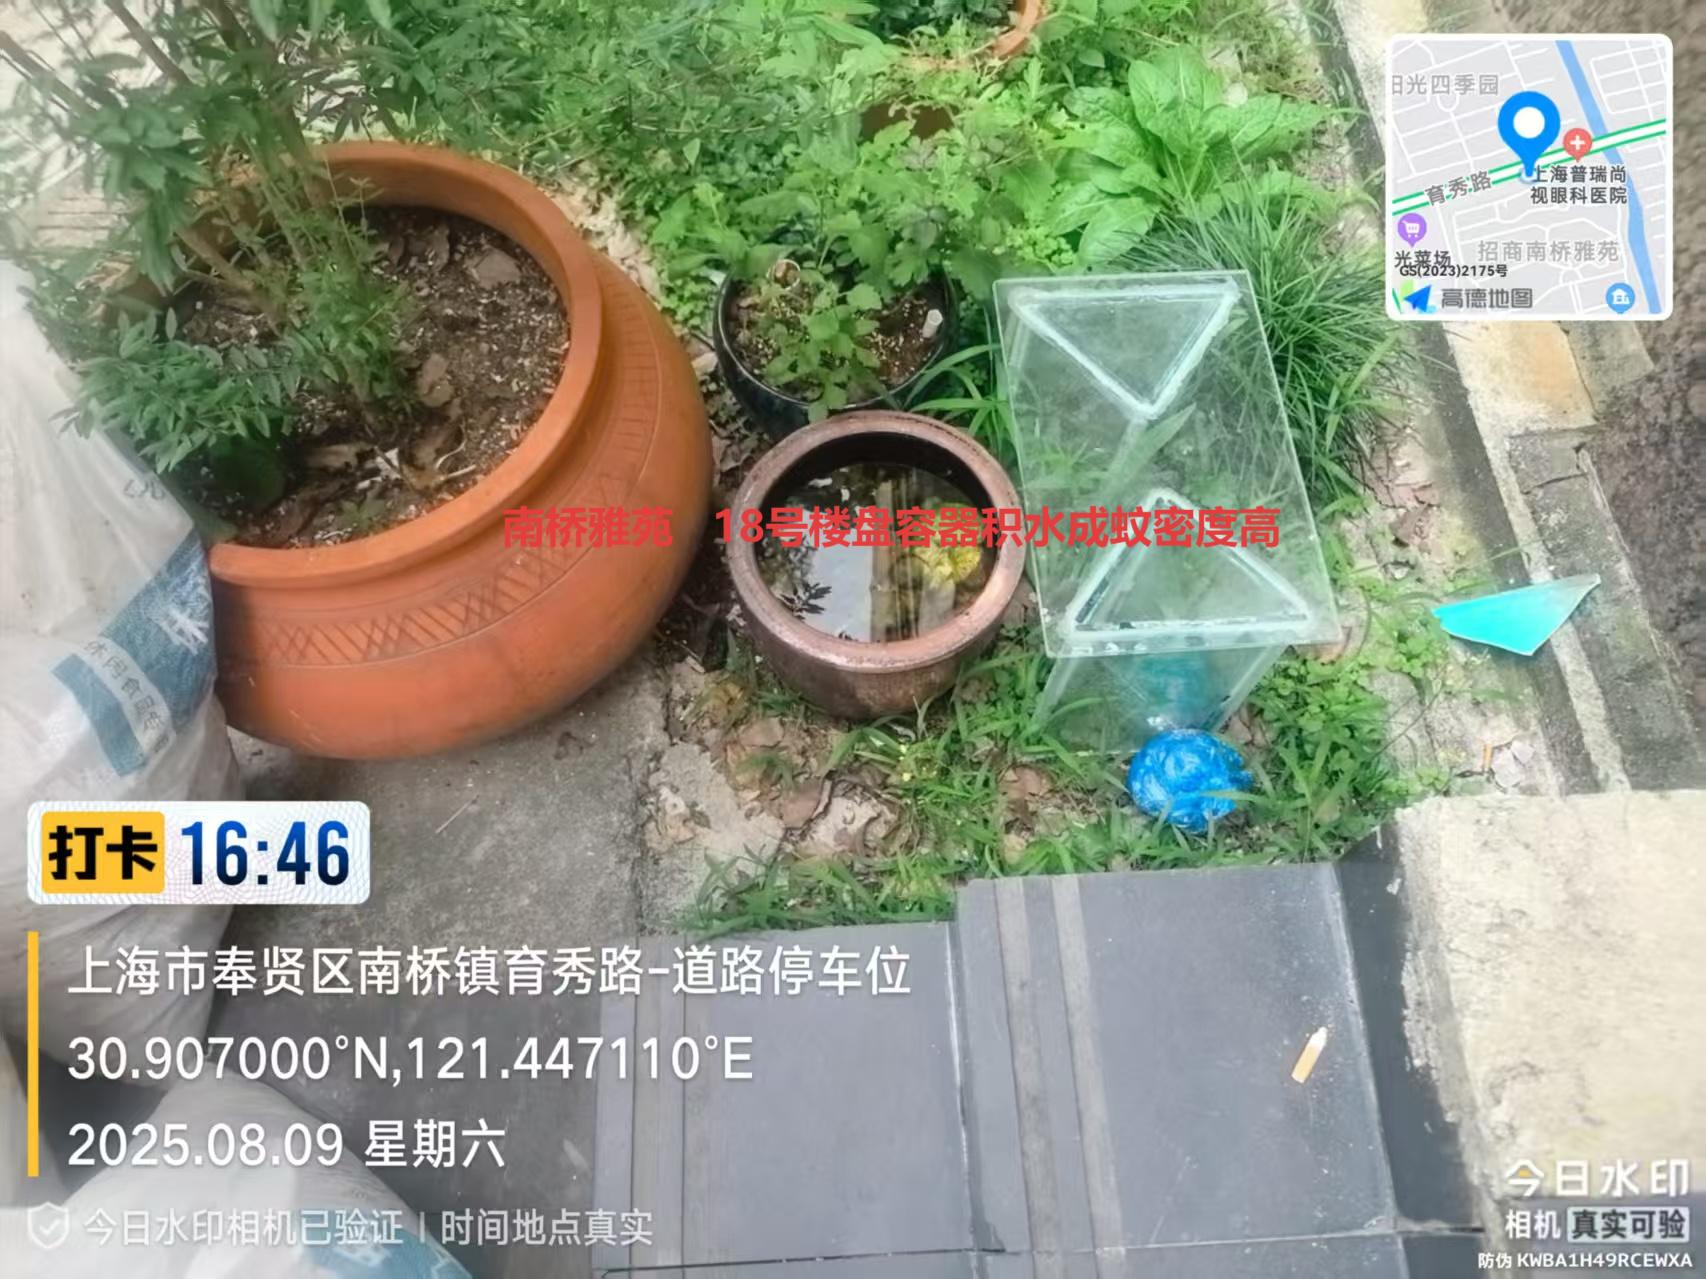 阳光四季园
育秀路
上海普瑞尚
视眼科医院
光菜场
招商南桥雅苑
GS(2023)2175号
高德地图
南桥雅苑 18号楼盘容器积水成蚊密度高
休闲食品
打卡 16:46
上海市奉贤区南桥镇育秀路-道路停车位
30.907000°N,121.447110°E
2025.08.09 星期六
今日水印相机已验证 | 时间地点真实
今日水印
相机 真实可验
防伪 KWBA1H49RCEWXA